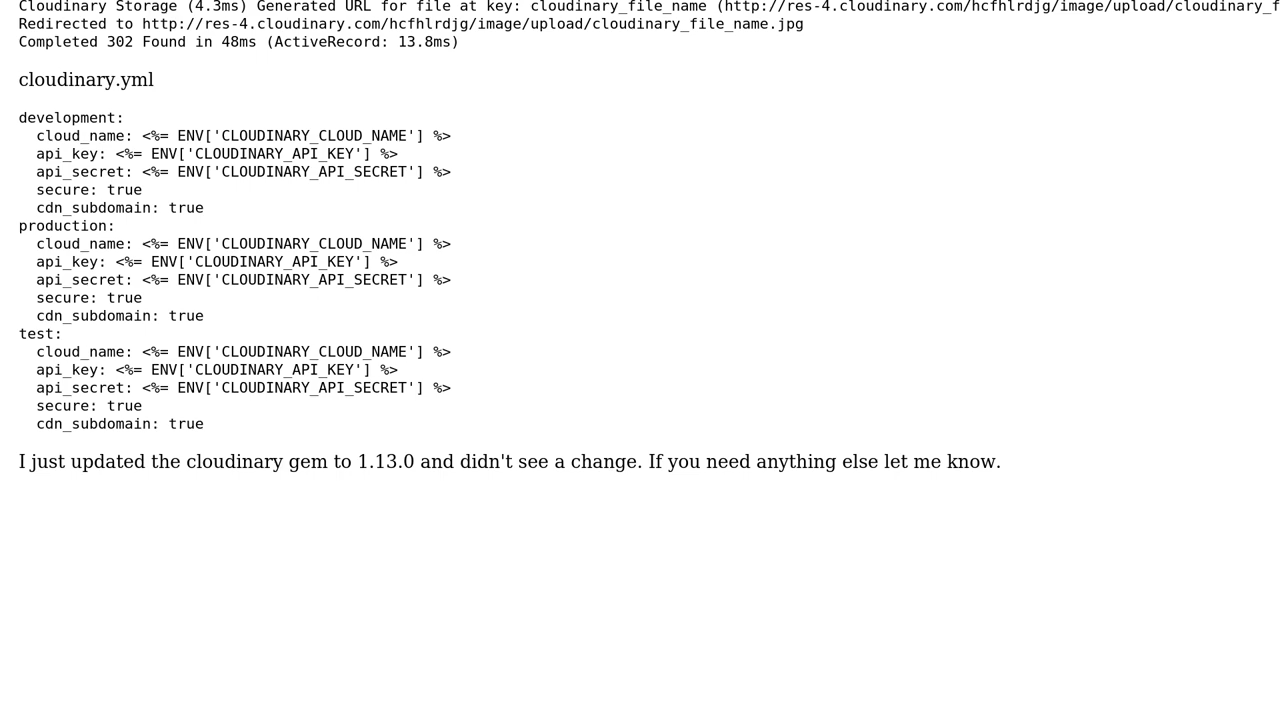 Cloudinary Storage (4.3ms) Generated URL for file at key: cloudinary_file_name (http://res-4.cloudinary.com/hcfhlrdjg/image/upload/cloudinary_f
Redirected to http://res-4.cloudinary.com/hcfhlrdjg/image/upload/cloudinary_file_name.jpg
Completed 302 Found in 48ms (ActiveRecord: 13.8ms)
cloudinary.yml
development:
  cloud_name: <%= ENV['CLOUDINARY_CLOUD_NAME'] %>
  api_key: <%= ENV['CLOUDINARY_API_KEY'] %>
  api_secret: <%= ENV['CLOUDINARY_API_SECRET'] %>
  secure: true
  cdn_subdomain: true
production:
  cloud_name: <%= ENV['CLOUDINARY_CLOUD_NAME'] %>
  api_key: <%= ENV['CLOUDINARY_API_KEY'] %>
  api_secret: <%= ENV['CLOUDINARY_API_SECRET'] %>
  secure: true
  cdn_subdomain: true
test:
  cloud_name: <%= ENV['CLOUDINARY_CLOUD_NAME'] %>
  api_key: <%= ENV['CLOUDINARY_API_KEY'] %>
  api_secret: <%= ENV['CLOUDINARY_API_SECRET'] %>
  secure: true
  cdn_subdomain: true
I just updated the cloudinary gem to 1.13.0 and didn't see a change. If you need anything else let me know.